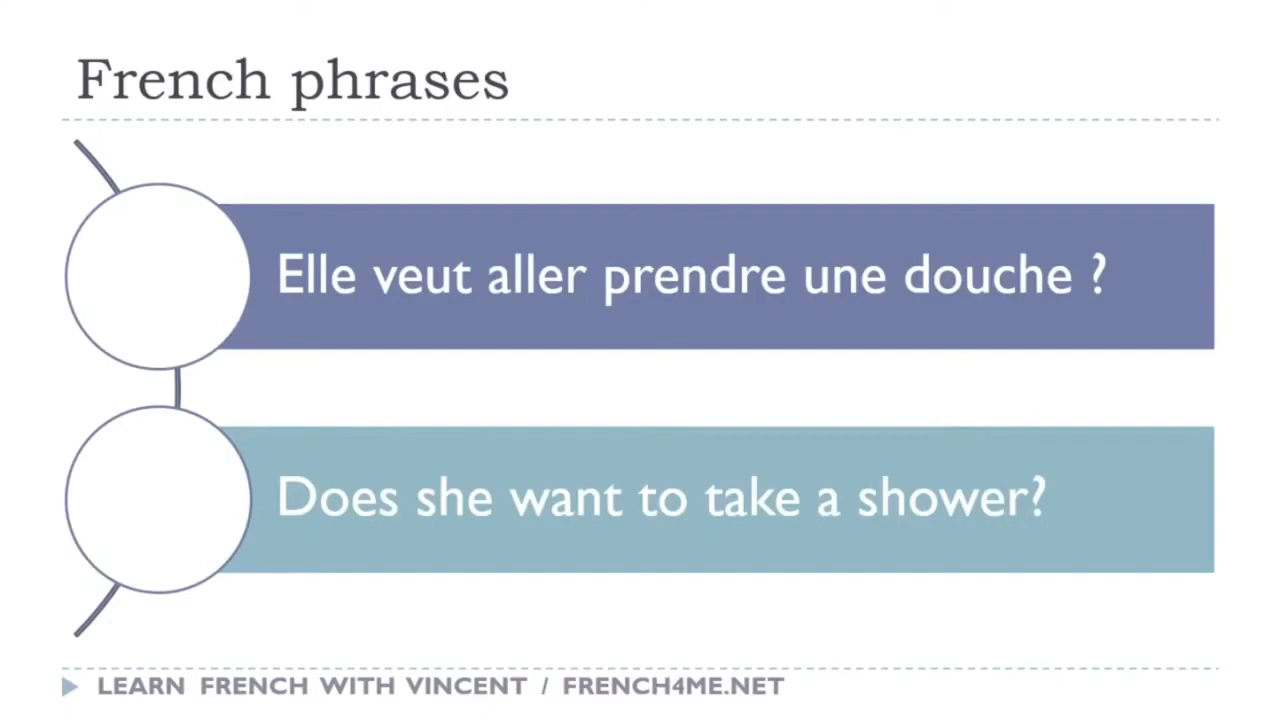 French phrases
Elle veut aller prendre une douche ?
Does she want to take a shower?
LEARN FRENCH WITH VINCENT / FRENCH4ME.NET